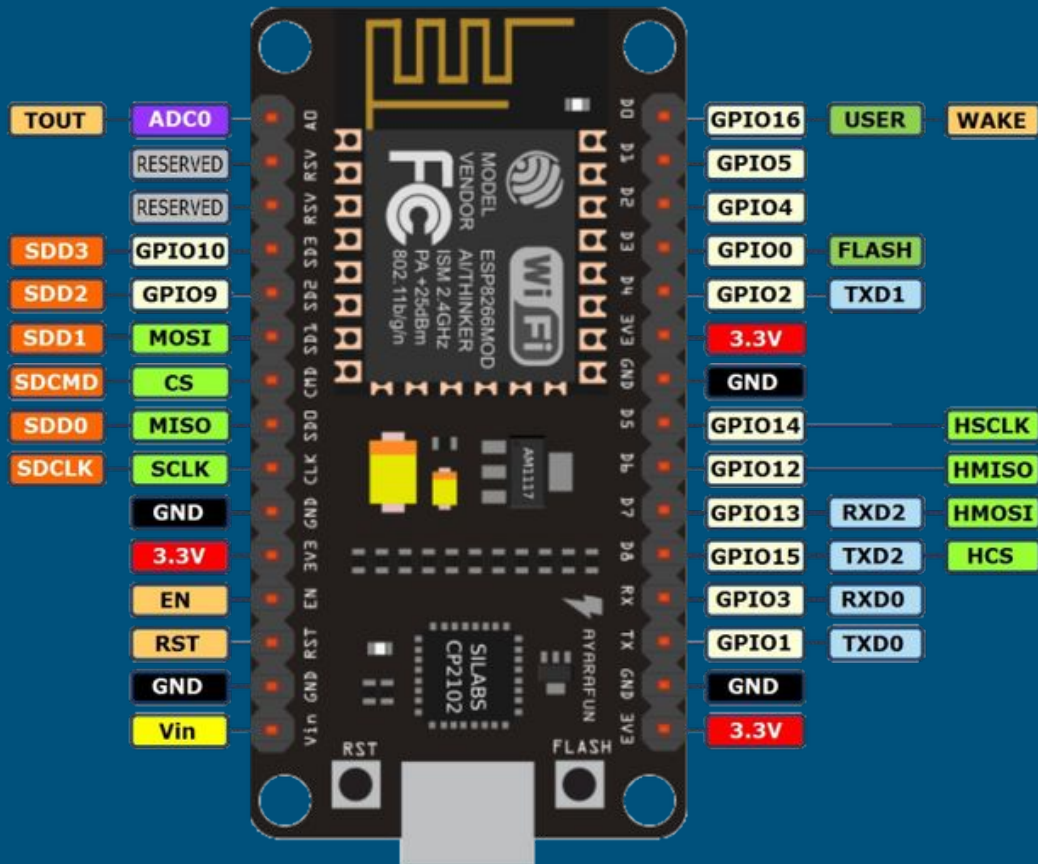 TOUT ADC0 A0 D0 GPIO16 USER WAKE
RESERVED RSV D1 GPIO5
RESERVED RSV D2 GPIO4
SDD3 GPIO10 SD3 D3 GPIO0 FLASH
SDD2 GPIO9 SD2 D4 GPIO2 TXD1
SDD1 MOSI SD1 3V3 3.3V
SDCMD CS CMD GND GND
SDD0 MISO SD0 D5 GPIO14 HSCLK
SDCLK SCLK CLK D6 GPIO12 HMISO
GND GND D7 GPIO13 RXD2 HMOSI
3.3V 3V3 D8 GPIO15 TXD2 HCS
EN EN RX GPIO3 RXD0
RST RST TX GPIO1 TXD0
GND GND GND GND
Vin Vin 3V3 3.3V
MODEL
VENDOR
FC
WiFi
ESP8266MOD
AI/THINKER
ISM 2.4GHz
PA +25dBm
802.11b/g/n
AM1117
SILABS
CP2102
AYARAFUN
RST
FLASH